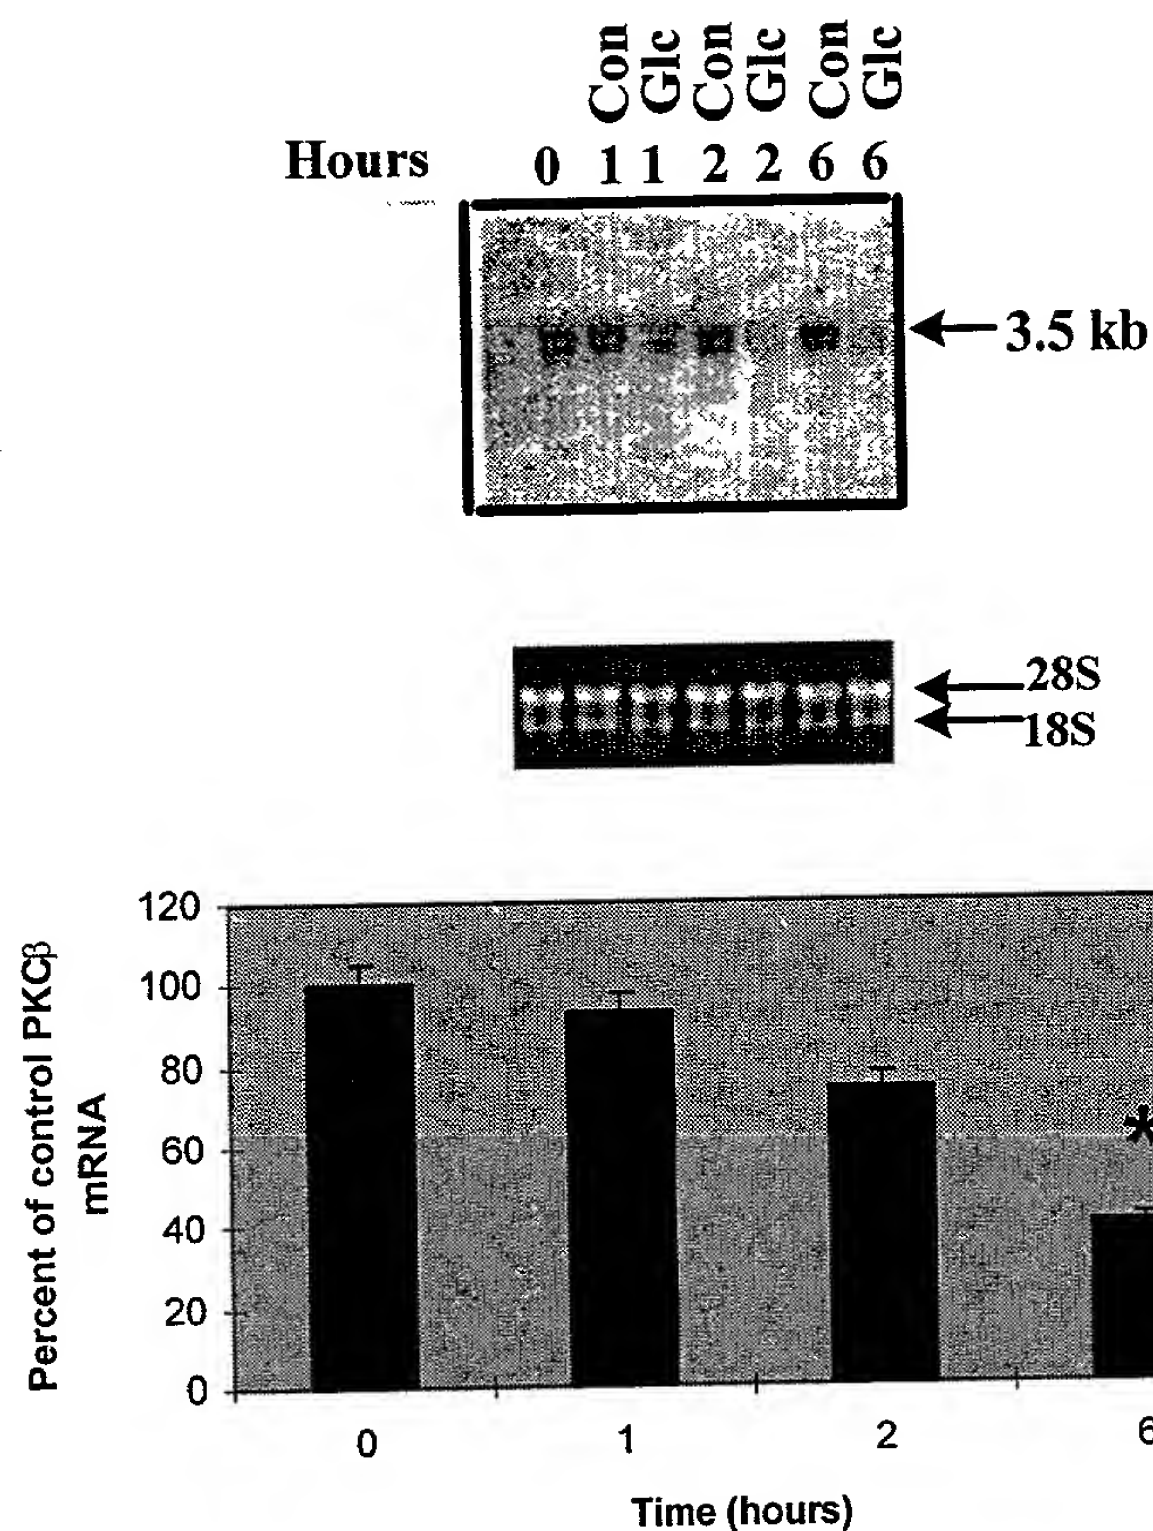 Con Glc Con Glc Con Glc
Hours 0 1 1 2 2 6 6
3.5 kb
28S
18S
Percent of control PKCβ
mRNA
120
100
80
60
40
20
0
*
0 1 2 6
Time (hours)